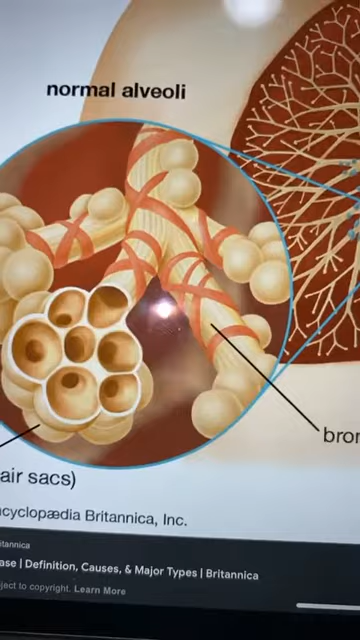 normal alveoli
bron
air sacs)
ncyclopædia Britannica, Inc.
itannica
ase | Definition, Causes, & Major Types | Britannica
ject to copyright. Learn More